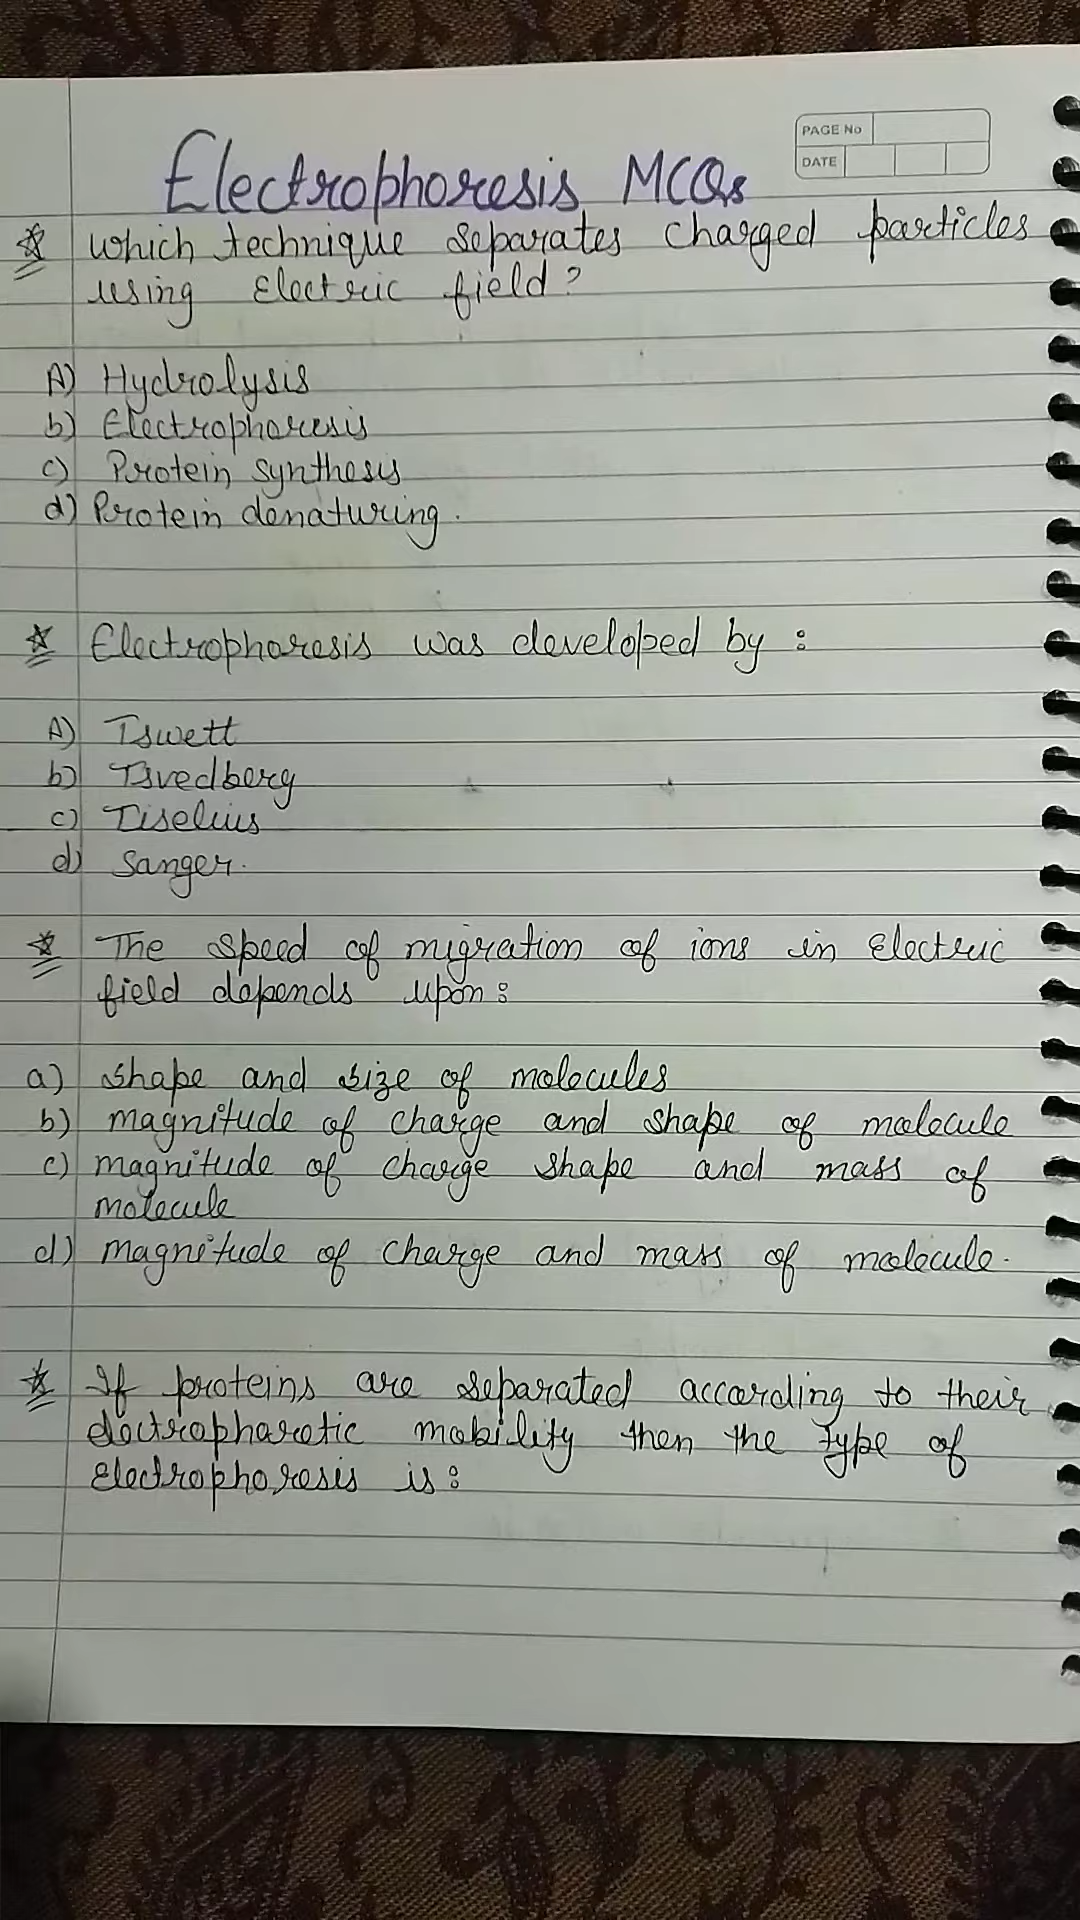 PAGE No
DATE
Electrophoresis MCQs
which technique separates charged particles
using Electric field?
A) Hydrolysis
b) Electrophoresis
c) Protein synthesis
d) Protein denaturing.
Electrophoresis was developed by :
A) Tswett
b) Tsvedberg
c) Tiselius
d) Sanger.
The speed of migration of ions in Electric
field depends upon :
a) shape and size of molecules
b) magnitude of charge and shape of molecule
c) magnitude of charge shape and mass of
molecule
d) magnitude of charge and mass of molecule.
If proteins are separated according to their
electrophoretic mobility then the type of
Electrophoresis is :